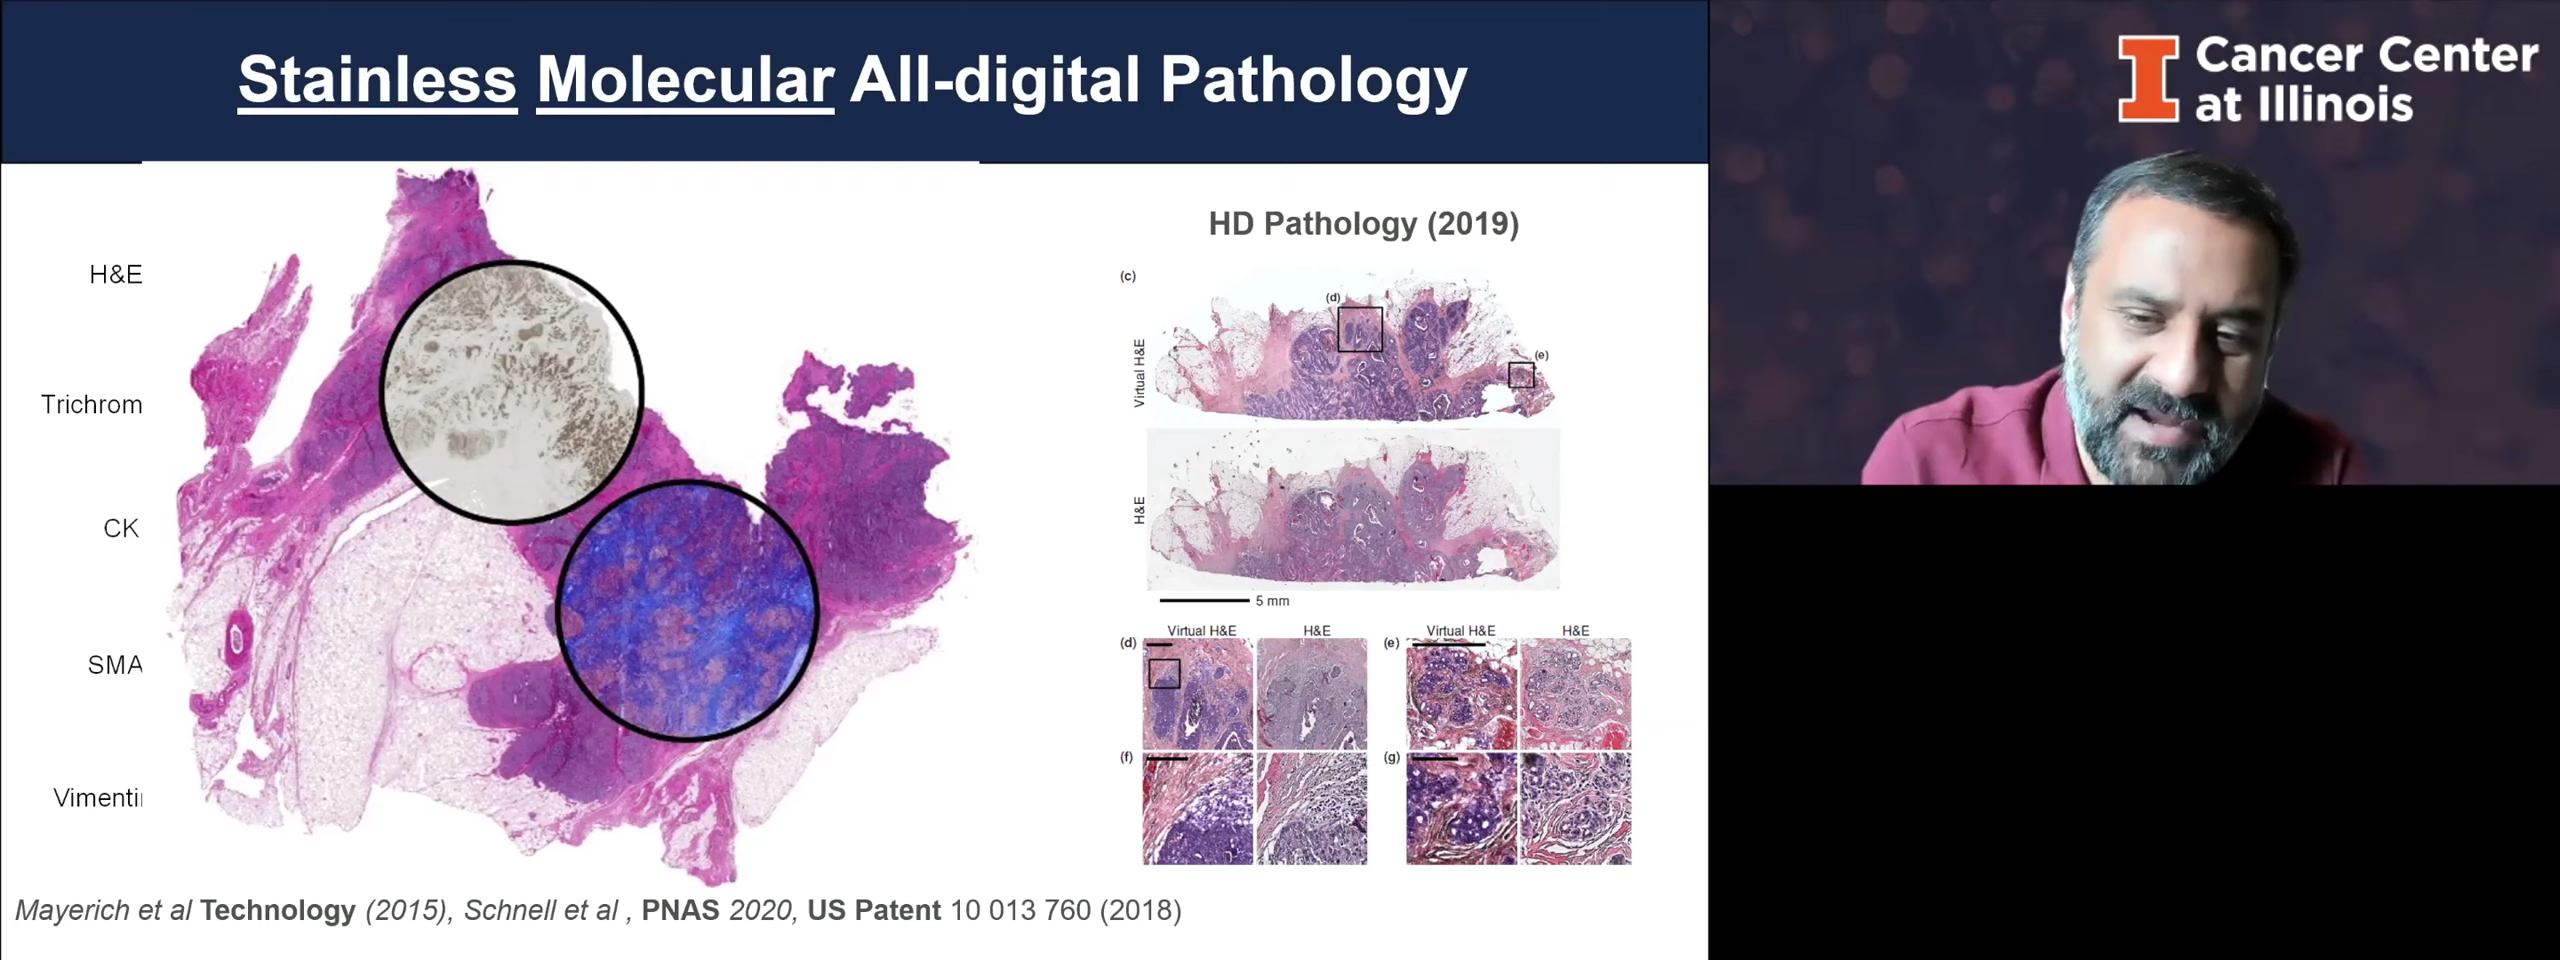 Stainless Molecular All-digital Pathology
Cancer Center
at Illinois
H&E
Trichrom
CK
SMA
Vimenti
HD Pathology (2019)
(c)
(d)
(e)
Virtual H&E
H&E
5 mm
Virtual H&E
H&E
Virtual H&E
H&E
(d)
(e)
(f)
(g)
Mayerich et al Technology (2015), Schnell et al , PNAS 2020, US Patent 10 013 760 (2018)